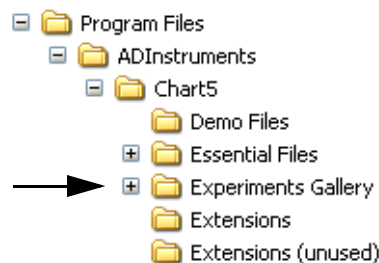 Program Files
ADInstruments
Chart5
Demo Files
Essential Files
Experiments Gallery
Extensions
Extensions (unused)